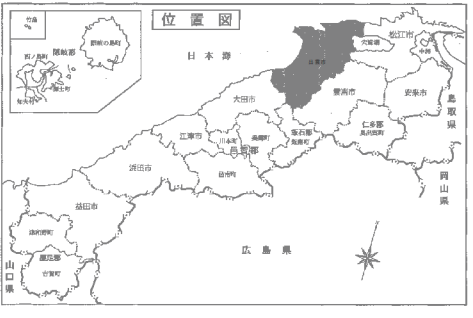 位置図
竹島
隠岐の島町
隠岐郡
西ノ島町
海士町
知夫村
日本海
松江市
宍道湖
中海
出雲市
安来市
鳥取県
雲南市
大田市
仁多郡
奥出雲町
飯石郡
飯南町
江津市
川本町
美郷町
邑智郡
邑南町
浜田市
岡山県
益田市
広島県
津和野町
鹿足郡
吉賀町
山口県